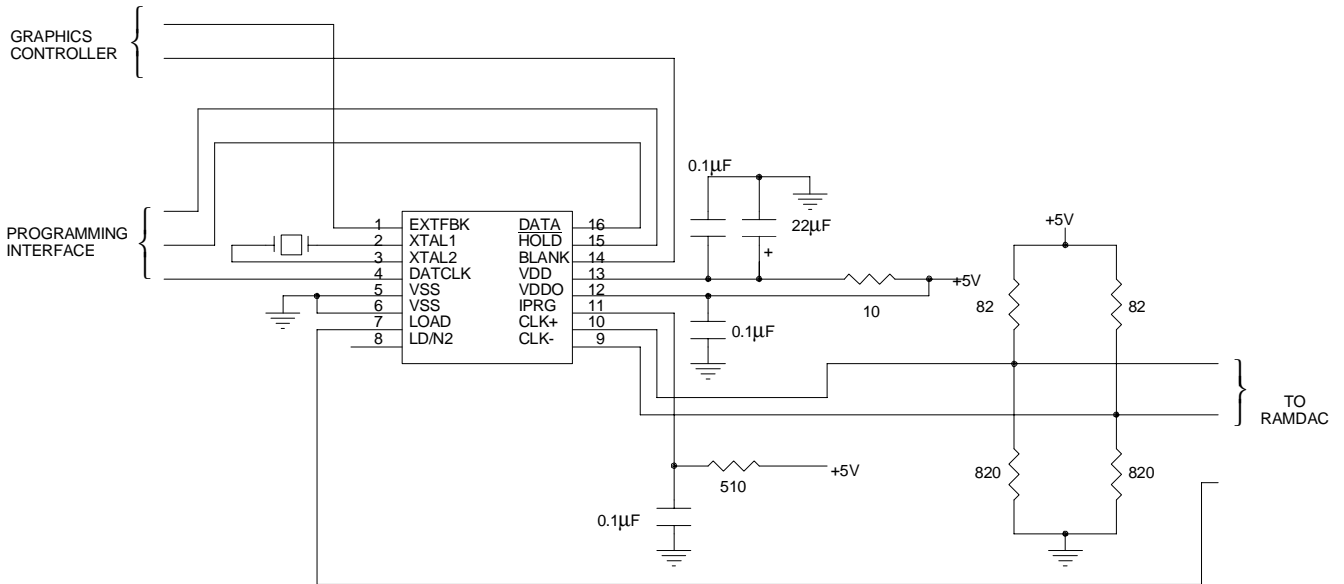 GRAPHICS
CONTROLLER
PROGRAMMING
INTERFACE
1 EXTFBK DATA 16
2 XTAL1 HOLD 15
3 XTAL2 BLANK 14
4 DATCLK VDD 13
5 VSS VDDO 12
6 VSS IPRG 11
7 LOAD CLK+ 10
8 LD/N2 CLK- 9
0.1µF
22µF
+
+5V
10
0.1µF
+5V
82
82
TO
RAMDAC
820
820
+5V
510
0.1µF